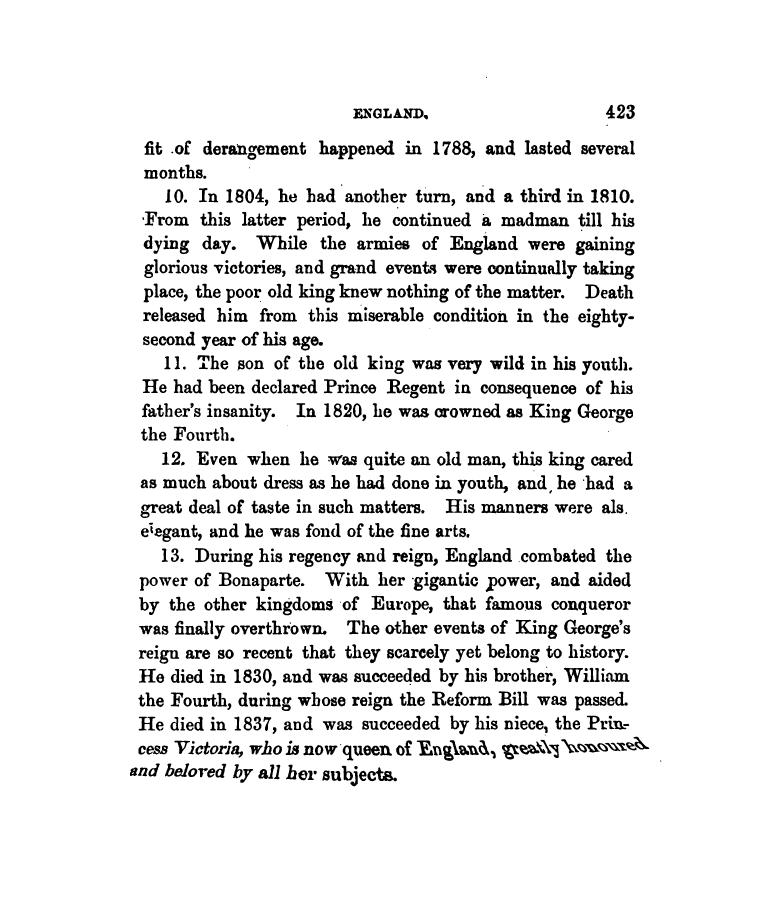 ENGLAND. 423
fit of derangement happened in 1788, and lasted several
months.
10. In 1804, he had another turn, and a third in 1810.
From this latter period, he continued a madman till his
dying day. While the armies of England were gaining
glorious victories, and grand events were continually taking
place, the poor old king knew nothing of the matter. Death
released him from this miserable condition in the eighty-
second year of his age.
11. The son of the old king was very wild in his youth.
He had been declared Prince Regent in consequence of his
father's insanity. In 1820, he was crowned as King George
the Fourth.
12. Even when he was quite an old man, this king cared
as much about dress as he had done in youth, and he had a
great deal of taste in such matters. His manners were als.
elegant, and he was fond of the fine arts.
13. During his regency and reign, England combated the
power of Bonaparte. With her gigantic power, and aided
by the other kingdoms of Europe, that famous conqueror
was finally overthrown. The other events of King George's
reign are so recent that they scarcely yet belong to history.
He died in 1830, and was succeeded by his brother, William
the Fourth, during whose reign the Reform Bill was passed.
He died in 1837, and was succeeded by his niece, the Prin-
cess Victoria, who is now queen of England, greatly honoured
and beloved by all her subjects.